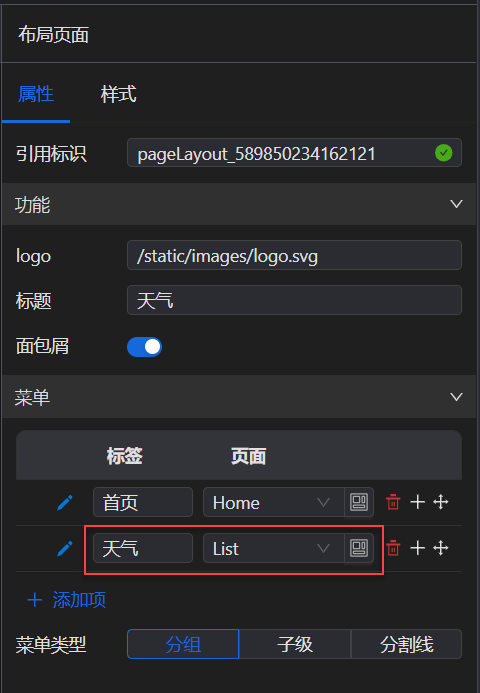 布局页面
属性 样式
引用标识 pageLayout_589850234162121
功能
logo /static/images/logo.svg
标题 天气
面包屑
菜单
标签 页面
首页 Home
天气 List
添加项
菜单类型 分组 子级 分割线